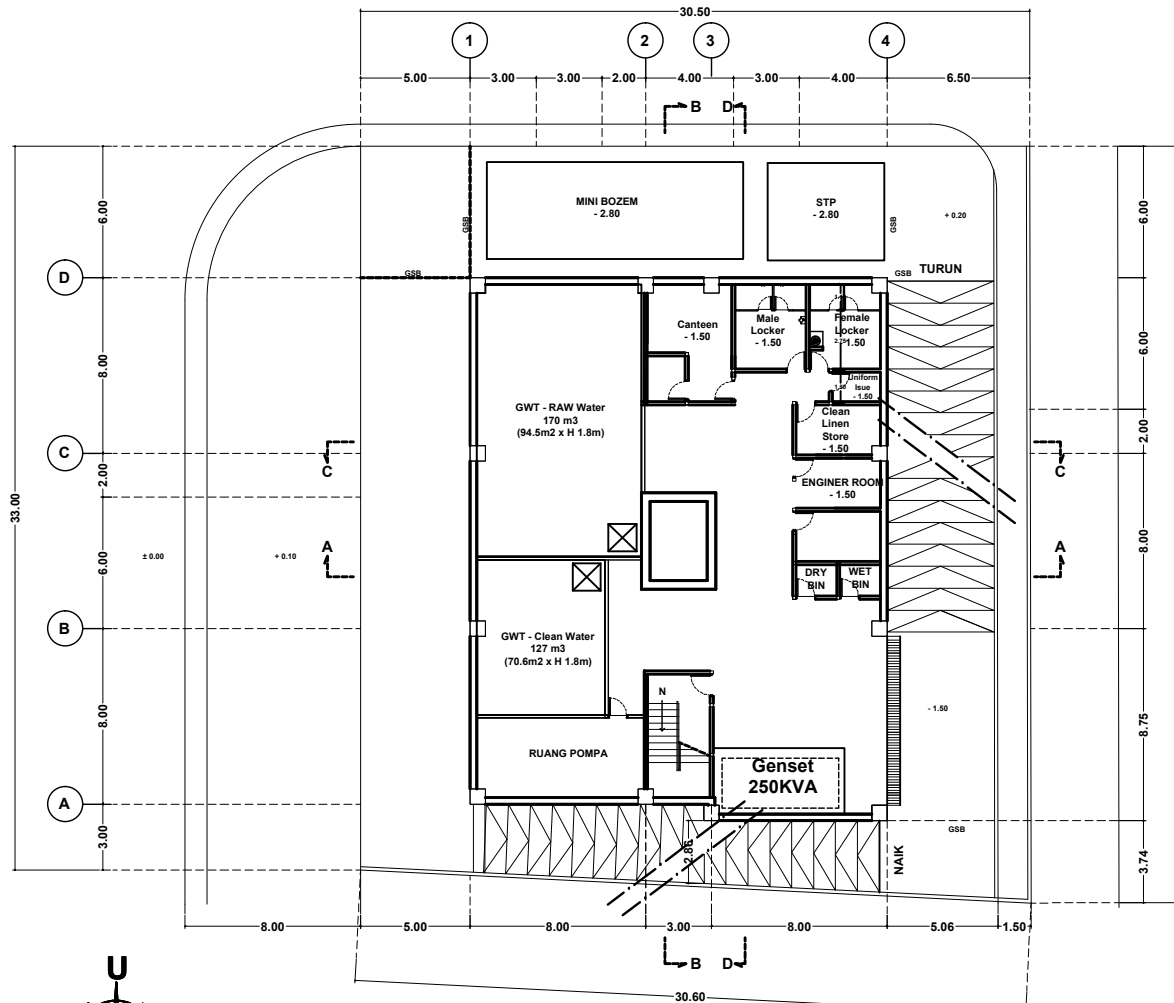 30.50
1
2
3
4
5.00
3.00
3.00
2.00
4.00
3.00
4.00
6.50
B
D
MINI BOZEM
- 2.80
STP
- 2.80
GSB
GSB
+ 0.20
6.00
6.00
D
GSB
GSB
TURUN
Canteen
- 1.50
Male
Locker
- 1.50
Female
Locker
- 1.50
Uniform
Isue
- 1.50
8.00
6.00
33.00
GWT - RAW Water
170 m3
(94.5m2 x H 1.8m)
Clean
Linen
Store
- 1.50
2.00
C
C
C
2.00
ENGINER ROOM
- 1.50
± 0.00
+ 0.10
A
A
6.00
8.00
DRY
BIN
WET
BIN
B
GWT - Clean Water
127 m3
(70.6m2 x H 1.8m)
N
- 1.50
8.00
8.75
RUANG POMPA
Genset
250KVA
A
GSB
3.00
NAIK
3.74
8.00
5.00
8.00
3.00
8.00
5.06
1.50
B
D
U
30.60